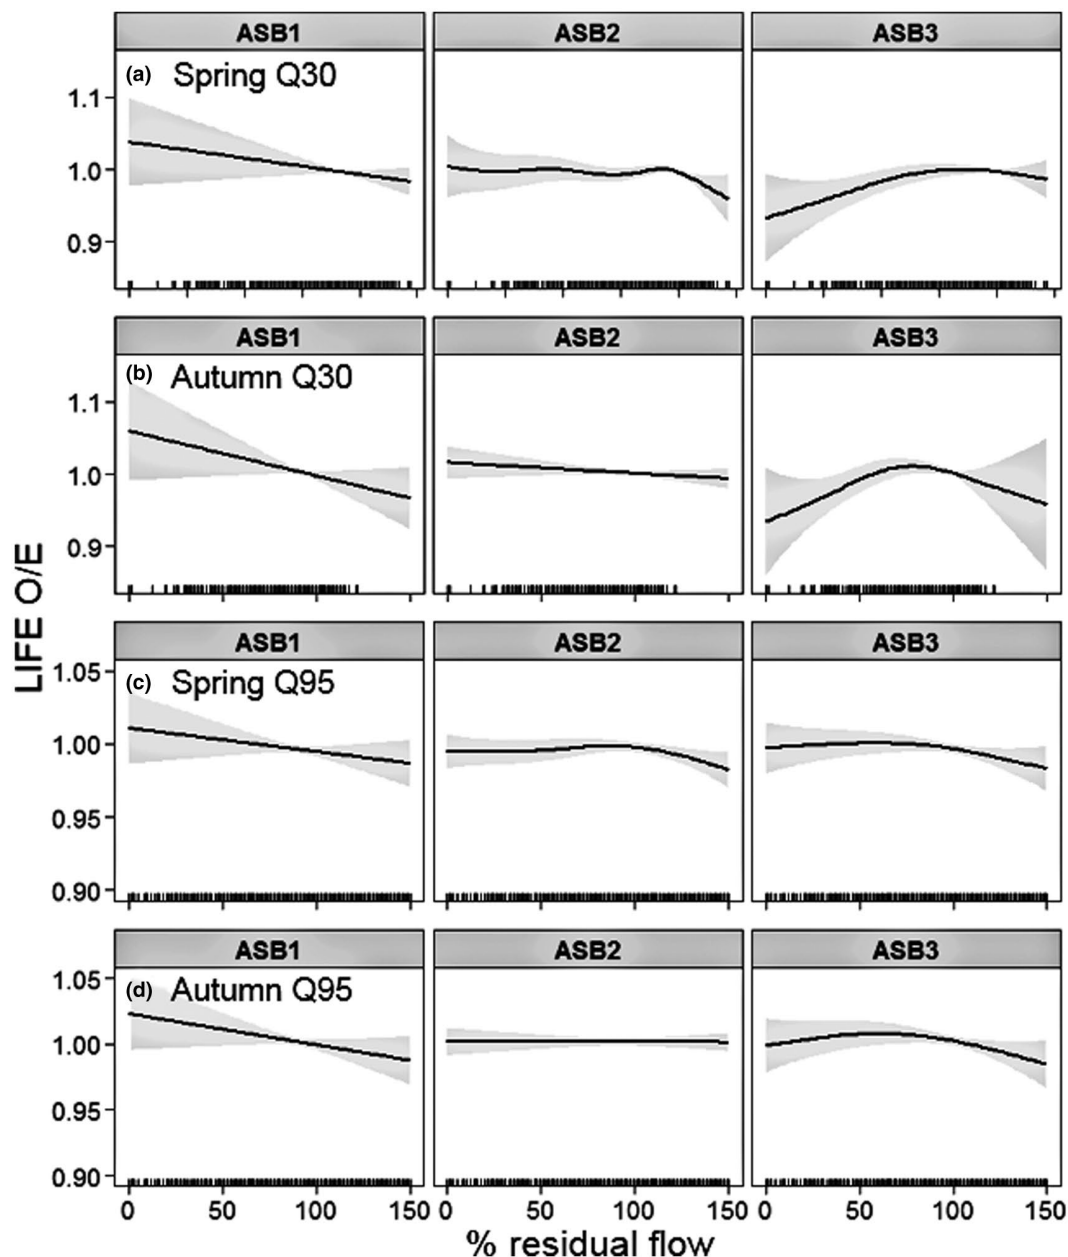 ASB1 ASB2 ASB3
(a) Spring Q30
1.1
1.0
0.9
ASB1 ASB2 ASB3
(b) Autumn Q30
1.1
1.0
0.9
LIFE O/E
ASB1 ASB2 ASB3
(c) Spring Q95
1.05
1.00
0.95
0.90
ASB1 ASB2 ASB3
(d) Autumn Q95
1.05
1.00
0.95
0.90
0 50 100 150 0 50 100 150 0 50 100 150
% residual flow